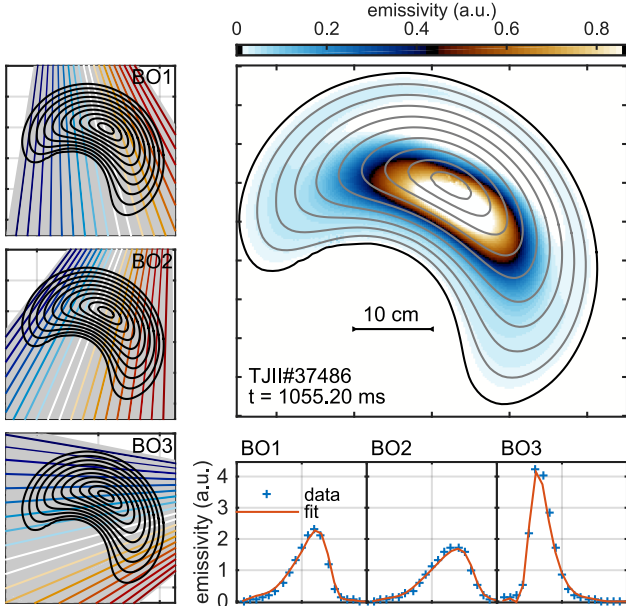 emissivity (a.u.)
0 0.2 0.4 0.6 0.8
BO1
BO2
BO3
10 cm
TJII#37486
t = 1055.20 ms
BO1 BO2 BO3
emissivity (a.u.)
4
3
2
1
0
data
fit